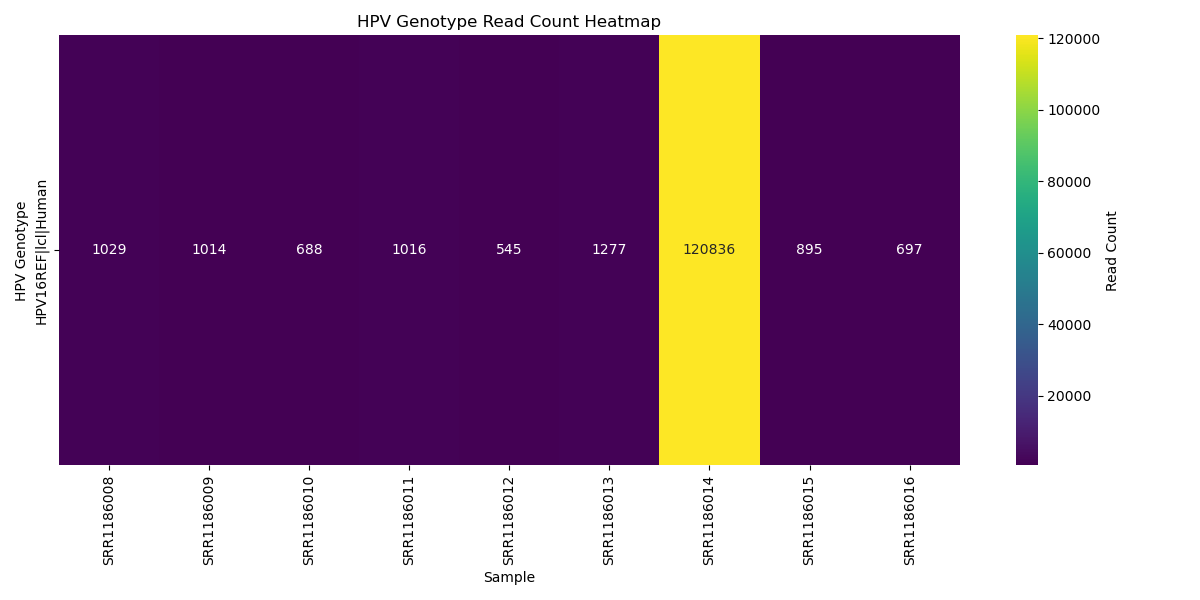 HPV Genotype Read Count Heatmap
HPV Genotype
HPV16REF|lcl|Human
1029 1014 688 1016 545 1277 120836 895 697
SRR1186008 SRR1186009 SRR1186010 SRR1186011 SRR1186012 SRR1186013 SRR1186014 SRR1186015 SRR1186016
Sample
120000
100000
80000
60000
40000
20000
Read Count